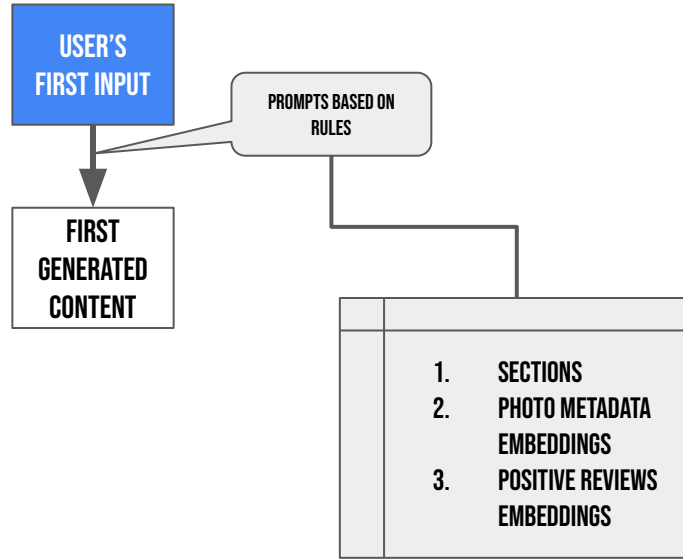 USER'S
FIRST INPUT
PROMPTS BASED ON
RULES
FIRST
GENERATED
CONTENT
1. SECTIONS
2. PHOTO METADATA
EMBEDDINGS
3. POSITIVE REVIEWS
EMBEDDINGS